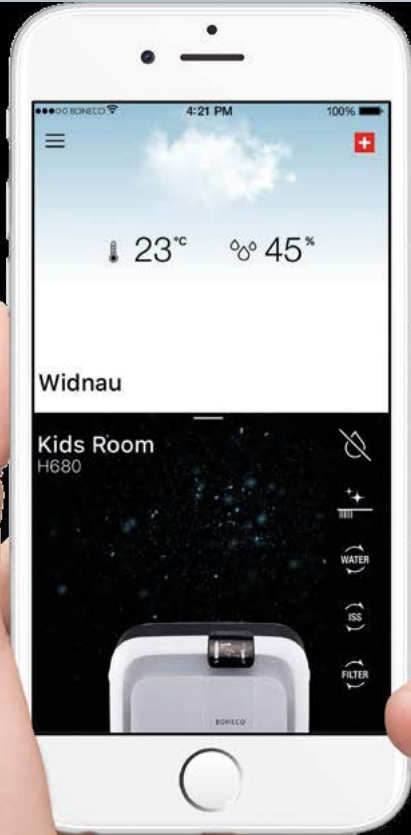 BONECO 4:21 PM 100%
23°C 45%
Widnau
Kids Room
H680
WATER
ISS
FILTER
BONECO